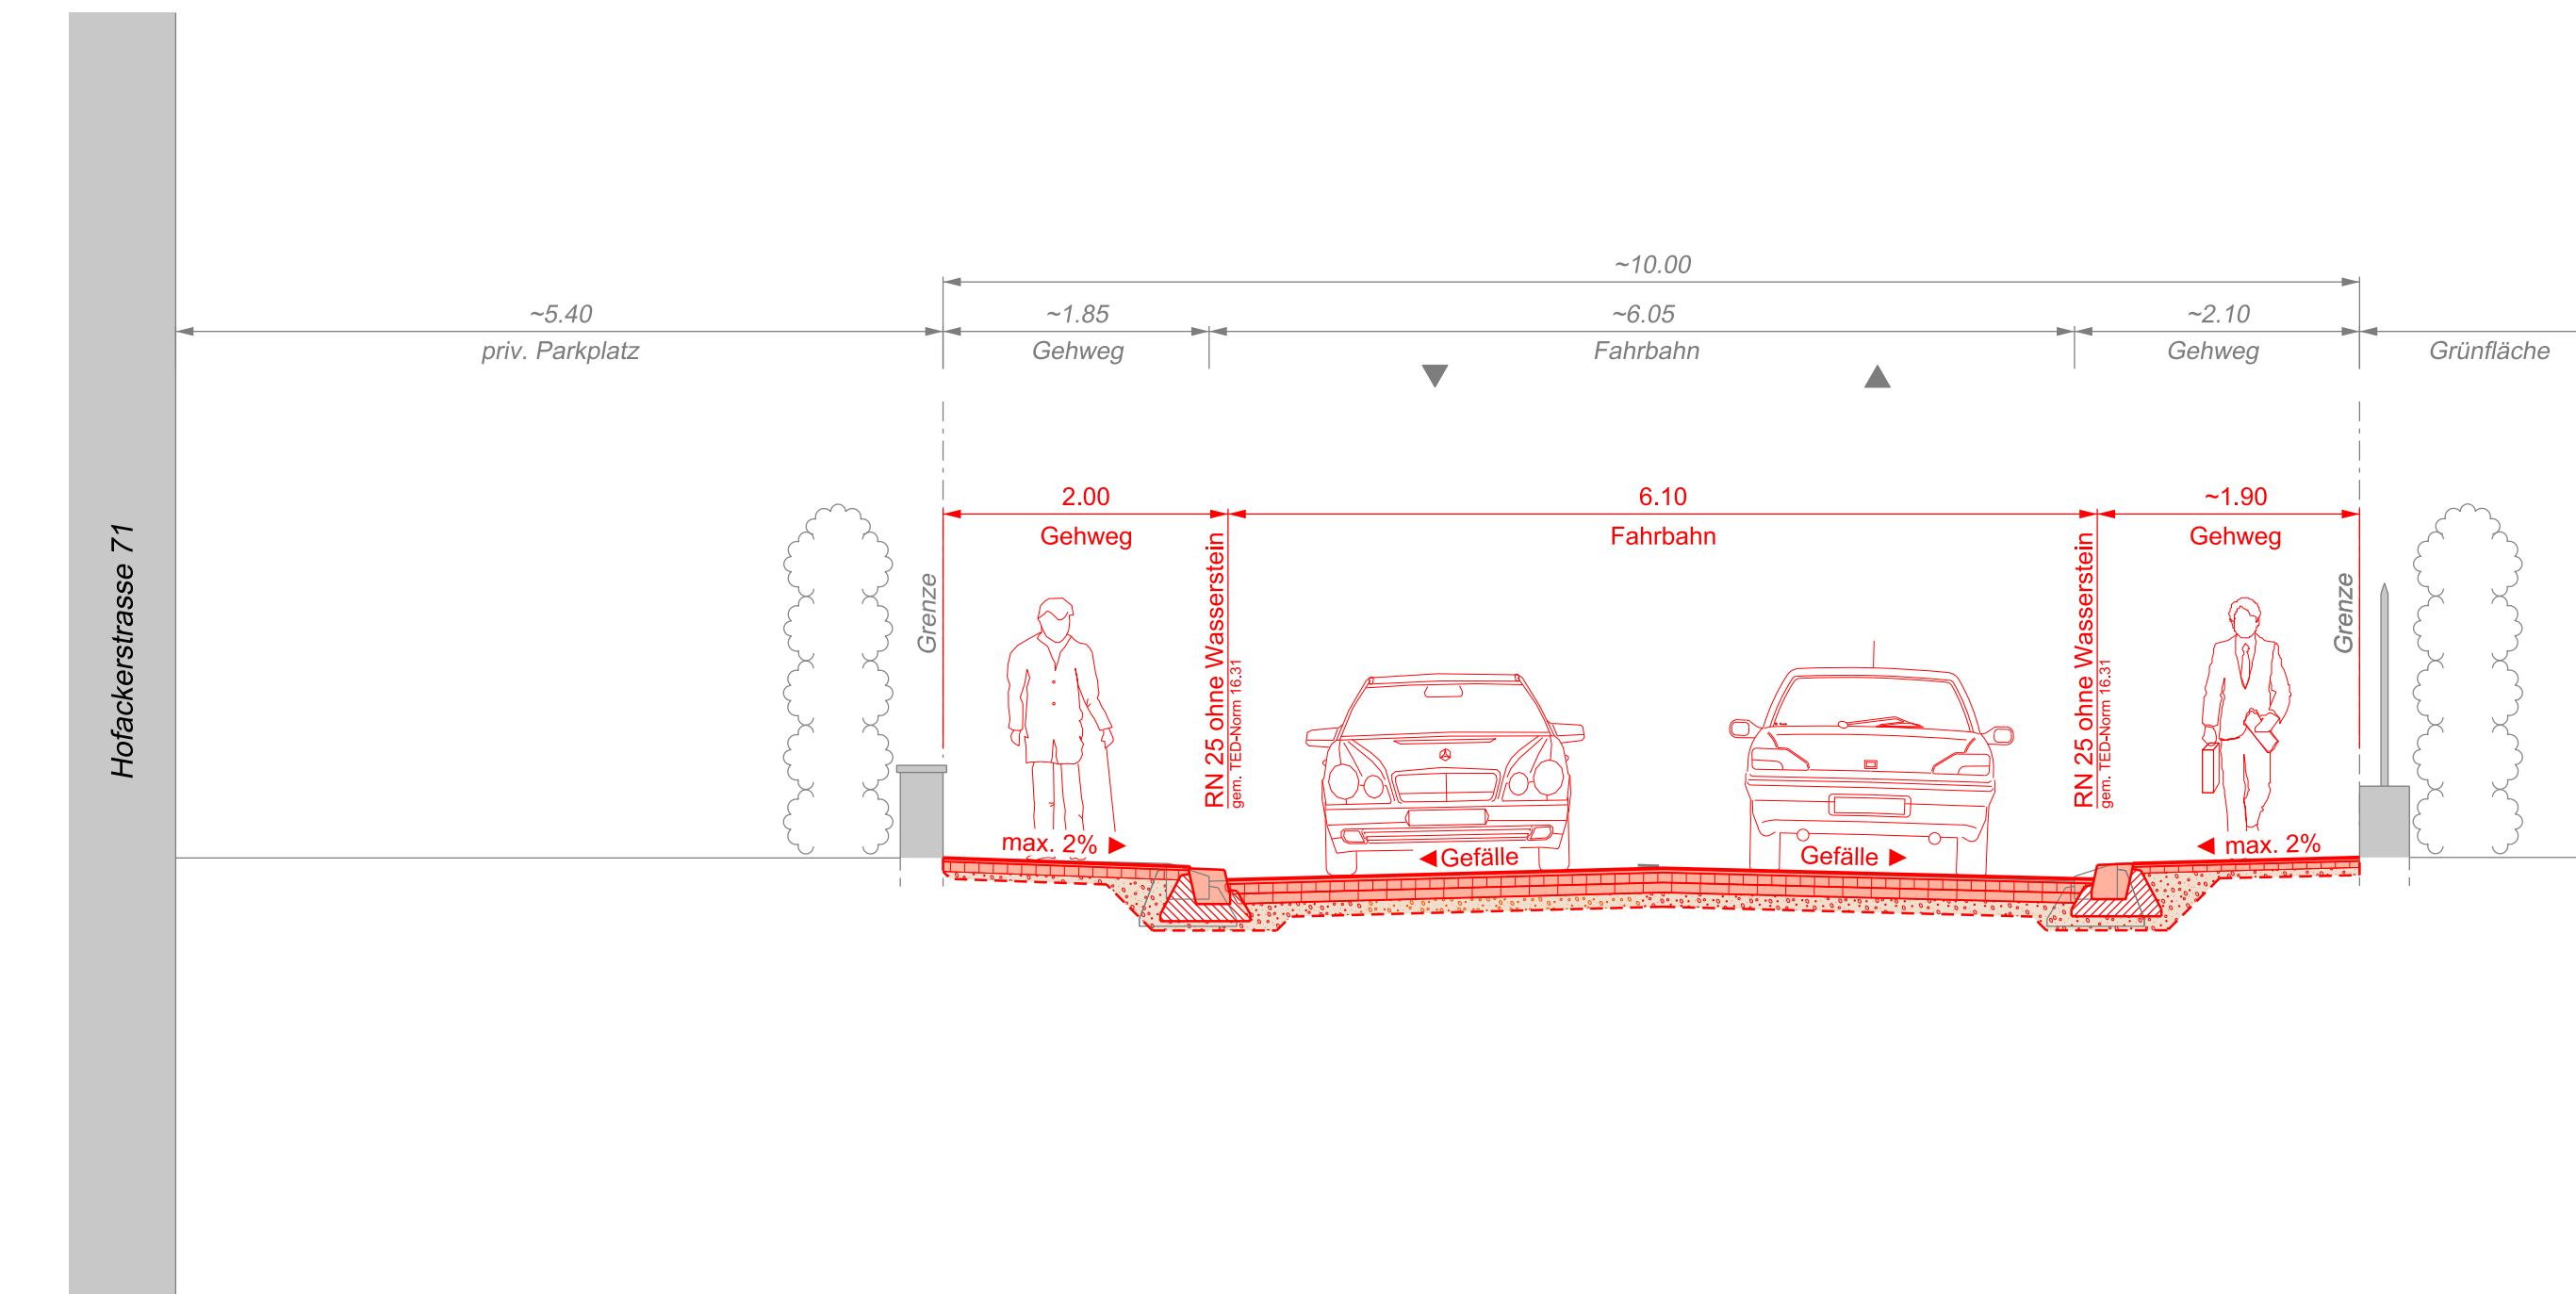 ~10.00
~5.40
~1.85
~6.05
~2.10
priv. Parkplatz
Gehweg
Fahrbahn
Gehweg
Grünfläche
2.00
6.10
~1.90
Gehweg
Fahrbahn
Gehweg
Hofackerstrasse 71
Grenze
RN 25 ohne Wasserstein
gem. TED-Norm 16.31
RN 25 ohne Wasserstein
gem. TED-Norm 16.31
Grenze
max. 2%
Gefälle
Gefälle
max. 2%